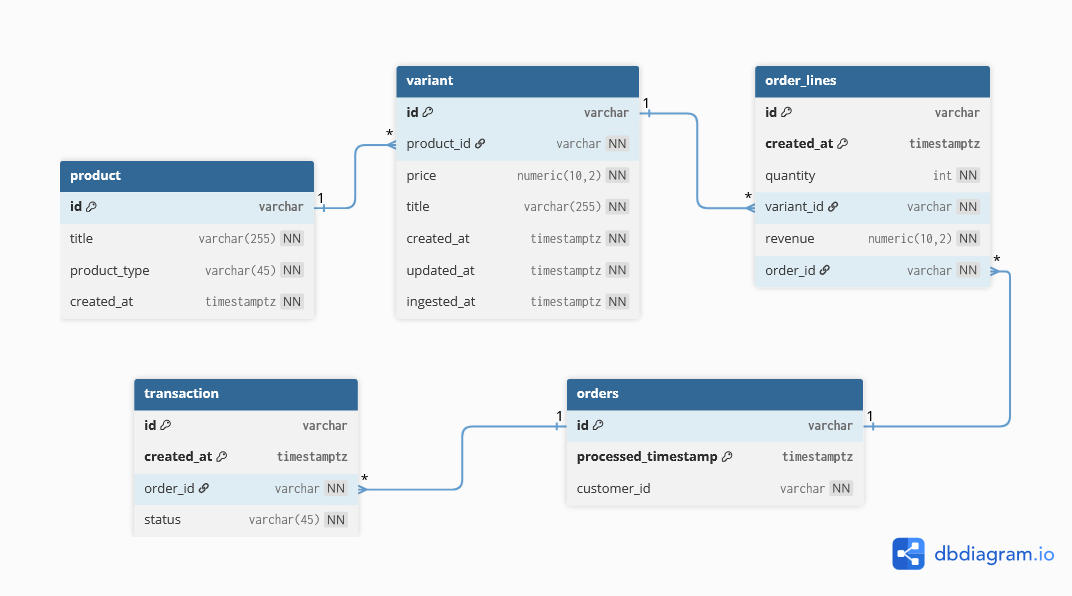 variant
id varchar
product_id varchar NN
price numeric(10,2) NN
title varchar(255) NN
created_at timestamptz NN
updated_at timestamptz NN
ingested_at timestamptz NN
order_lines
id varchar
created_at timestamptz
quantity int NN
variant_id varchar NN
revenue numeric(10,2) NN
order_id varchar NN
product
id varchar
title varchar(255) NN
product_type varchar(45) NN
created_at timestamptz NN
1
*
1
*
*
transaction
id varchar
created_at timestamptz
order_id varchar NN
status varchar(45) NN
orders
id varchar
processed_timestamp timestamptz
customer_id varchar NN
*
1
1
dbdiagram.io